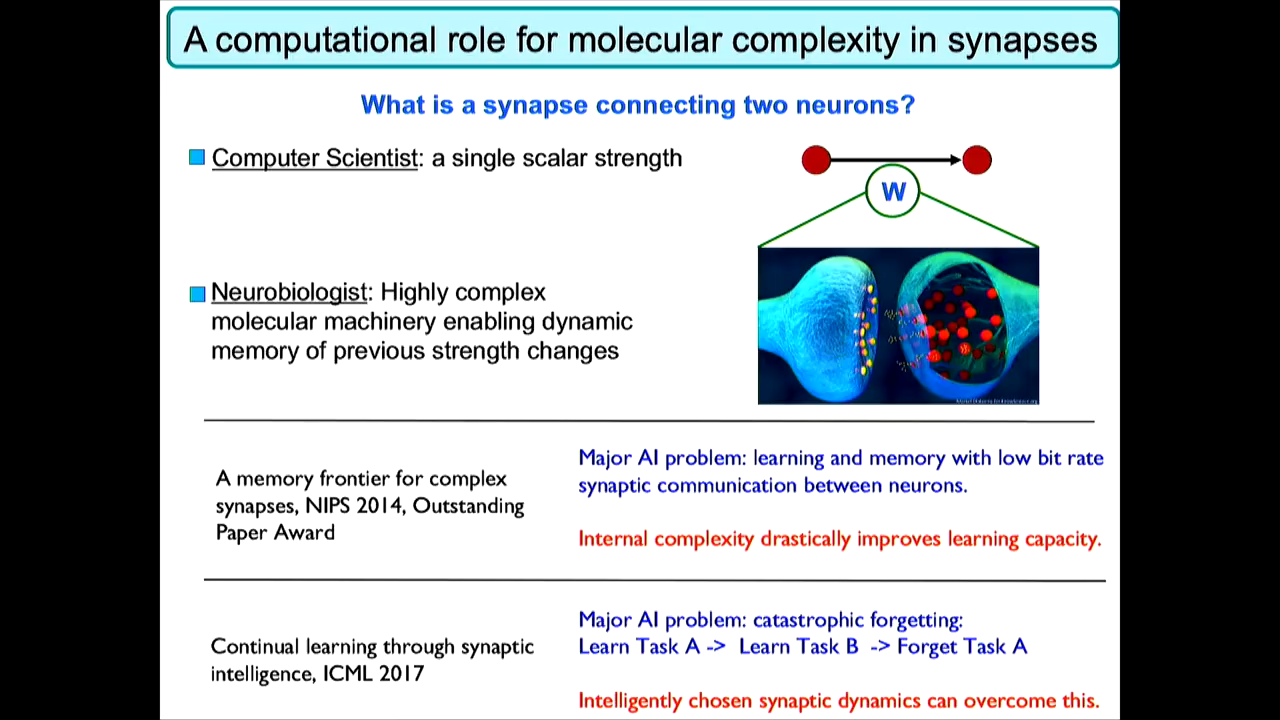 A computational role for molecular complexity in synapses
What is a synapse connecting two neurons?
Computer Scientist: a single scalar strength
W
Neurobiologist: Highly complex
molecular machinery enabling dynamic
memory of previous strength changes
A memory frontier for complex
synapses, NIPS 2014, Outstanding
Paper Award
Major AI problem: learning and memory with low bit rate
synaptic communication between neurons.
Internal complexity drastically improves learning capacity.
Continual learning through synaptic
intelligence, ICML 2017
Major AI problem: catastrophic forgetting:
Learn Task A -> Learn Task B -> Forget Task A
Intelligently chosen synaptic dynamics can overcome this.